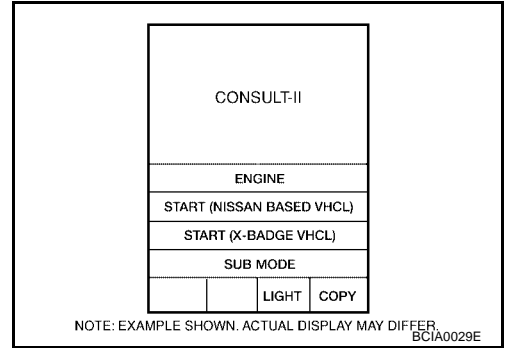 CONSULT-II
ENGINE
START (NISSAN BASED VHCL)
START (X-BADGE VHCL)
SUB MODE
LIGHT COPY
NOTE: EXAMPLE SHOWN. ACTUAL DISPLAY MAY DIFFER.
BCIA0029E